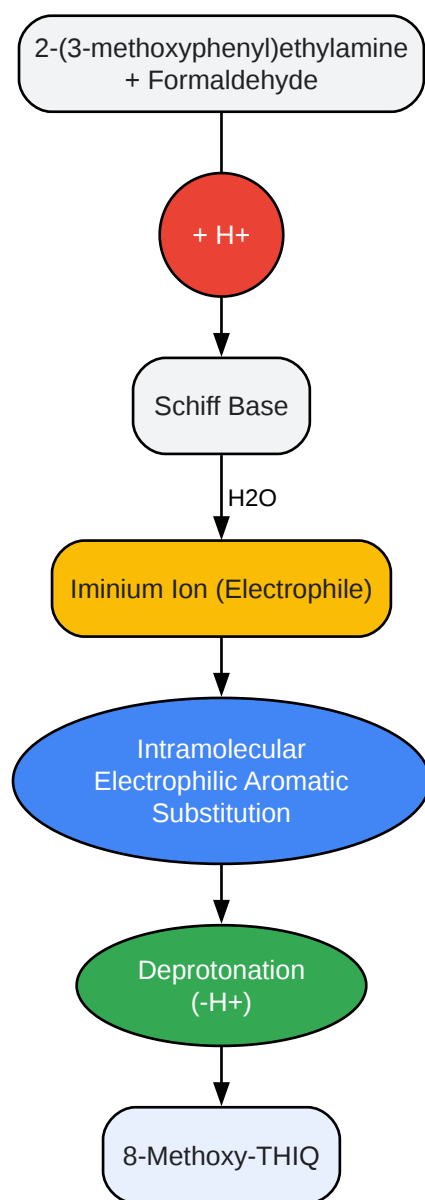 2-(3-methoxyphenyl)ethylamine
+ Formaldehyde
+ H+
Schiff Base
H2O
Iminium Ion (Electrophile)
Intramolecular
Electrophilic Aromatic
Substitution
Deprotonation
(-H+)
8-Methoxy-THIQ